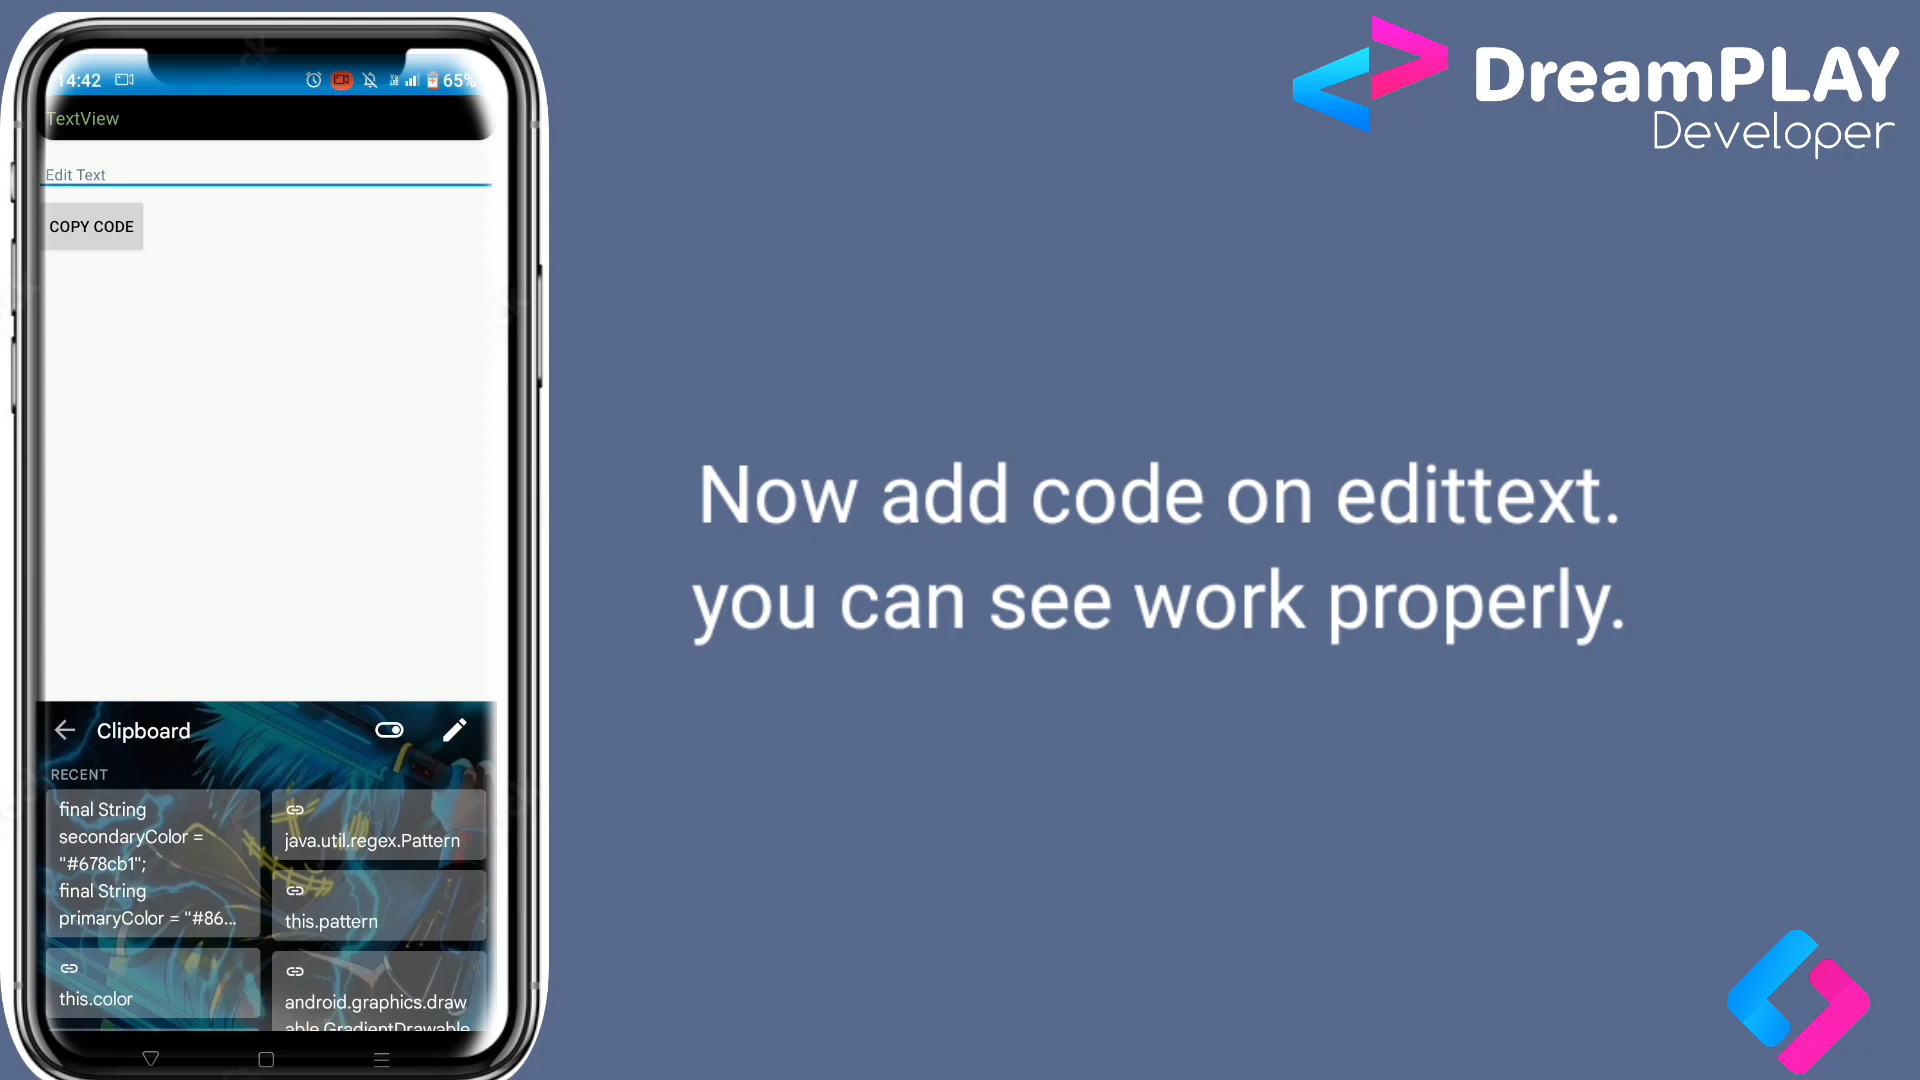 14:42
65%
TextView
Edit Text
COPY CODE
Clipboard
RECENT
final String
secondaryColor =
"#678cb1";
final String
primaryColor = "#86...
this.color
java.util.regex.Pattern
this.pattern
android.graphics.draw
able.GradientDrawable
DreamPLAY
Developer
Now add code on edittext.
you can see work properly.